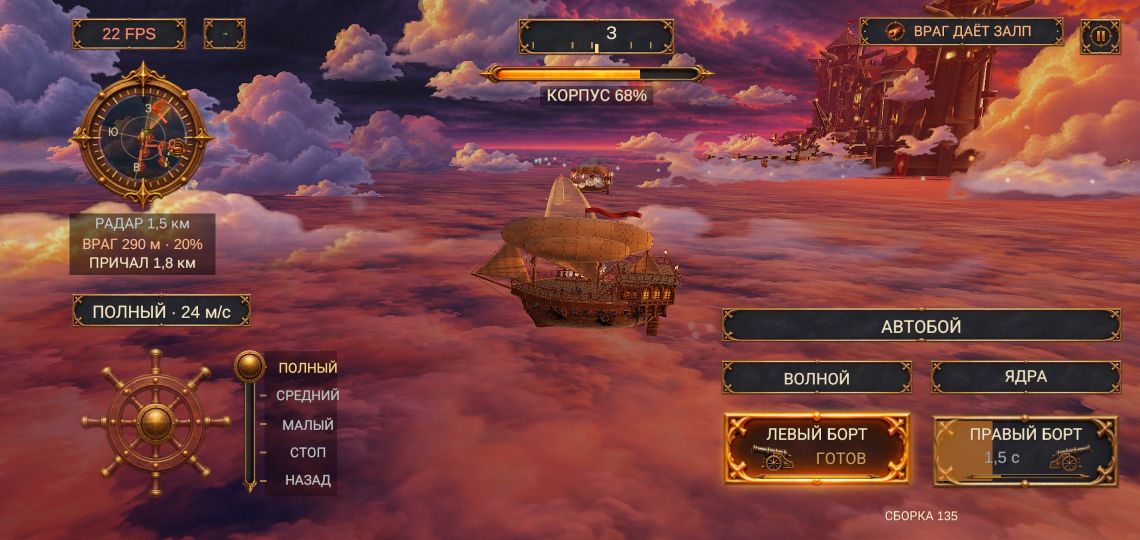 22 FPS
З
ВРАГ ДАЁТ ЗАЛП
КОРПУС 68%
З
Ю
В
РАДАР 1,5 км
ВРАГ 290 м · 20%
ПРИЧАЛ 1,8 км
ПОЛНЫЙ · 24 м/с
ПОЛНЫЙ
СРЕДНИЙ
МАЛЫЙ
СТОП
НАЗАД
АВТОБОЙ
ВОЛНОЙ
ЯДРА
ЛЕВЫЙ БОРТ
ГОТОВ
ПРАВЫЙ БОРТ
1,5 с
СБОРКА 135